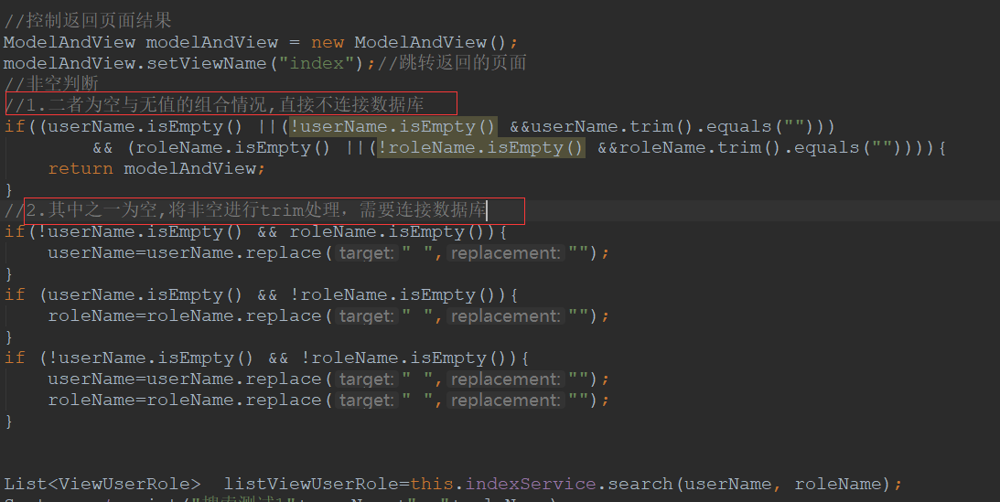 //控制返回页面结果
ModelAndView modelAndView = new ModelAndView();
modelAndView.setViewName("index");//跳转返回的页面
//非空判断
//1.二者为空与无值的组合情况,直接不连接数据库
if((userName.isEmpty() ||(!userName.isEmpty() &&userName.trim().equals("")))
&& (roleName.isEmpty() ||(!roleName.isEmpty() &&roleName.trim().equals("")))){
return modelAndView;
}
//2.其中之一为空,将非空进行trim处理，需要连接数据库
if(!userName.isEmpty() && roleName.isEmpty()){
userName=userName.replace( target: " ", replacement: "");
}
if (userName.isEmpty() && !roleName.isEmpty()){
roleName=roleName.replace( target: " ", replacement: "");
}
if (!userName.isEmpty() && !roleName.isEmpty()){
userName=userName.replace( target: " ", replacement: "");
roleName=roleName.replace( target: " ", replacement: "");
}
List<ViewUserRole> listViewUserRole=this.indexService.search(userName, roleName);